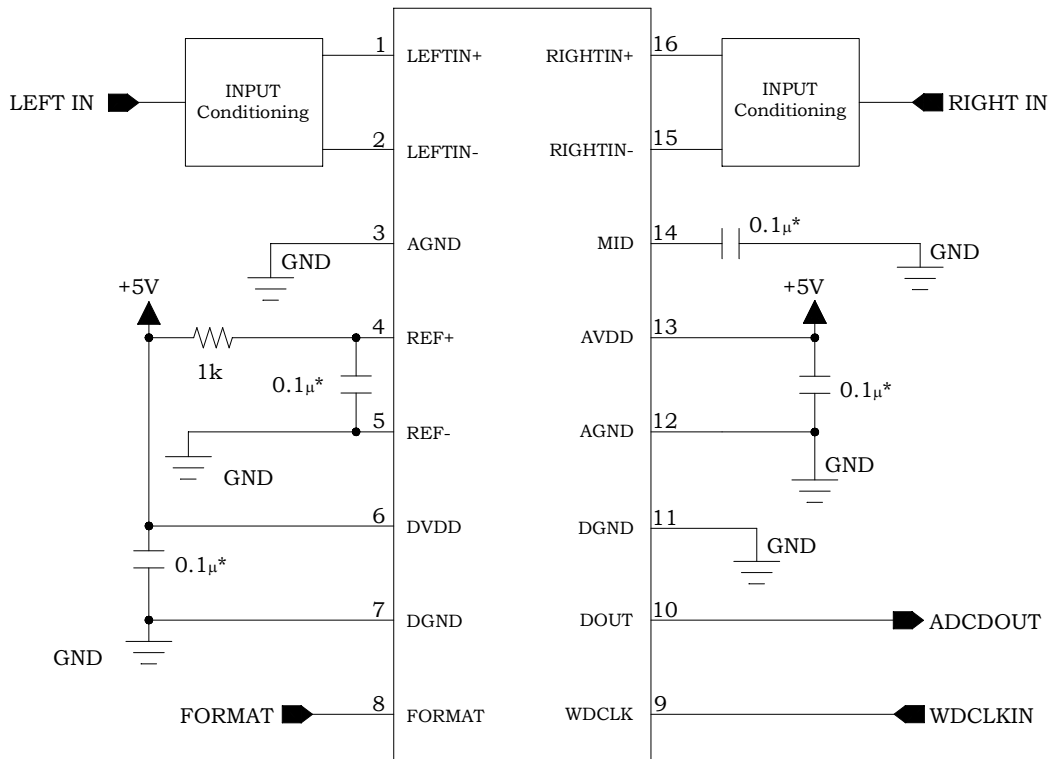 1 LEFTIN+ RIGHTIN+ 16
INPUT
Conditioning
INPUT
Conditioning
LEFT IN
RIGHT IN
2 LEFTIN- RIGHTIN- 15
3 AGND MID 14 0.1μ*
GND
GND
+5V
+5V
4 REF+ AVDD 13
1k
0.1μ*
0.1μ*
5 REF- AGND 12
GND
GND
6 DVDD DGND 11
0.1μ*
GND
7 DGND DOUT 10 ADCDOUT
GND
FORMAT 8 FORMAT WDCLK 9 WDCLKIN